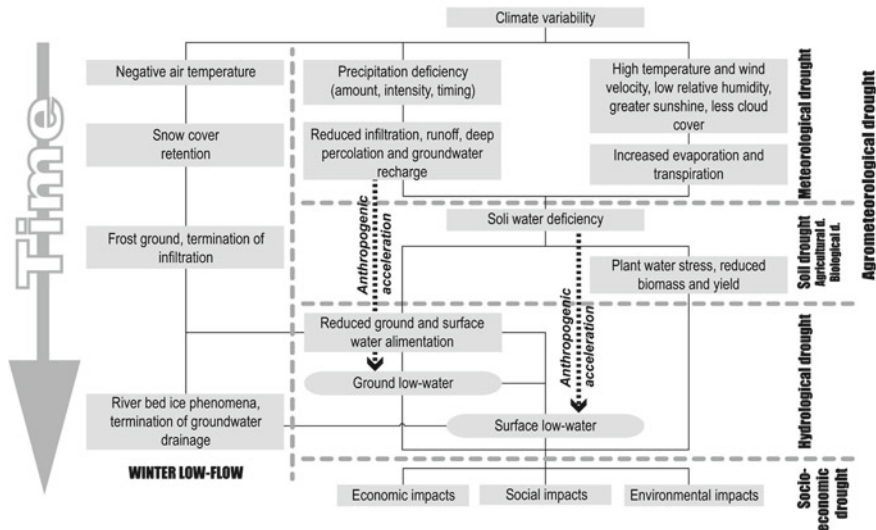 Climate variability
Time
Negative air temperature
Snow cover
retention
Frost ground, termination of
infiltration
River bed ice phenomena,
termination of groundwater
drainage
WINTER LOW-FLOW
Precipitation deficiency
(amount, intensity, timing)
Reduced infiltration, runoff, deep
percolation and groundwater
recharge
High temperature and wind
velocity, low relative humidity,
greater sunshine, less cloud
cover
Increased evaporation and
transpiration
Meteorological drought
Agrometeorological drought
Soli water deficiency
Anthropogenic
acceleration
Plant water stress, reduced
biomass and yield
Soil drought
Agricultural d.
Biological d.
Reduced ground and surface
water alimentation
Anthropogenic
acceleration
Ground low-water
Surface low-water
Hydrological drought
Economic impacts
Social impacts
Environmental impacts
Socio-
economic
drought